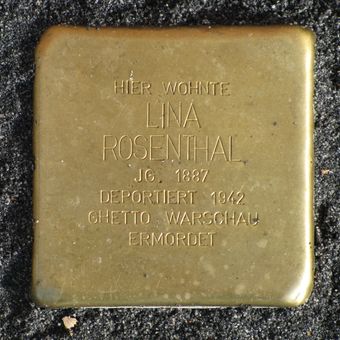 HIER WOHNTE
LINA
ROSENTHAL
JG. 1887
DEPORTIERT 1942
GHETTO WARSCHAU
ERMORDET